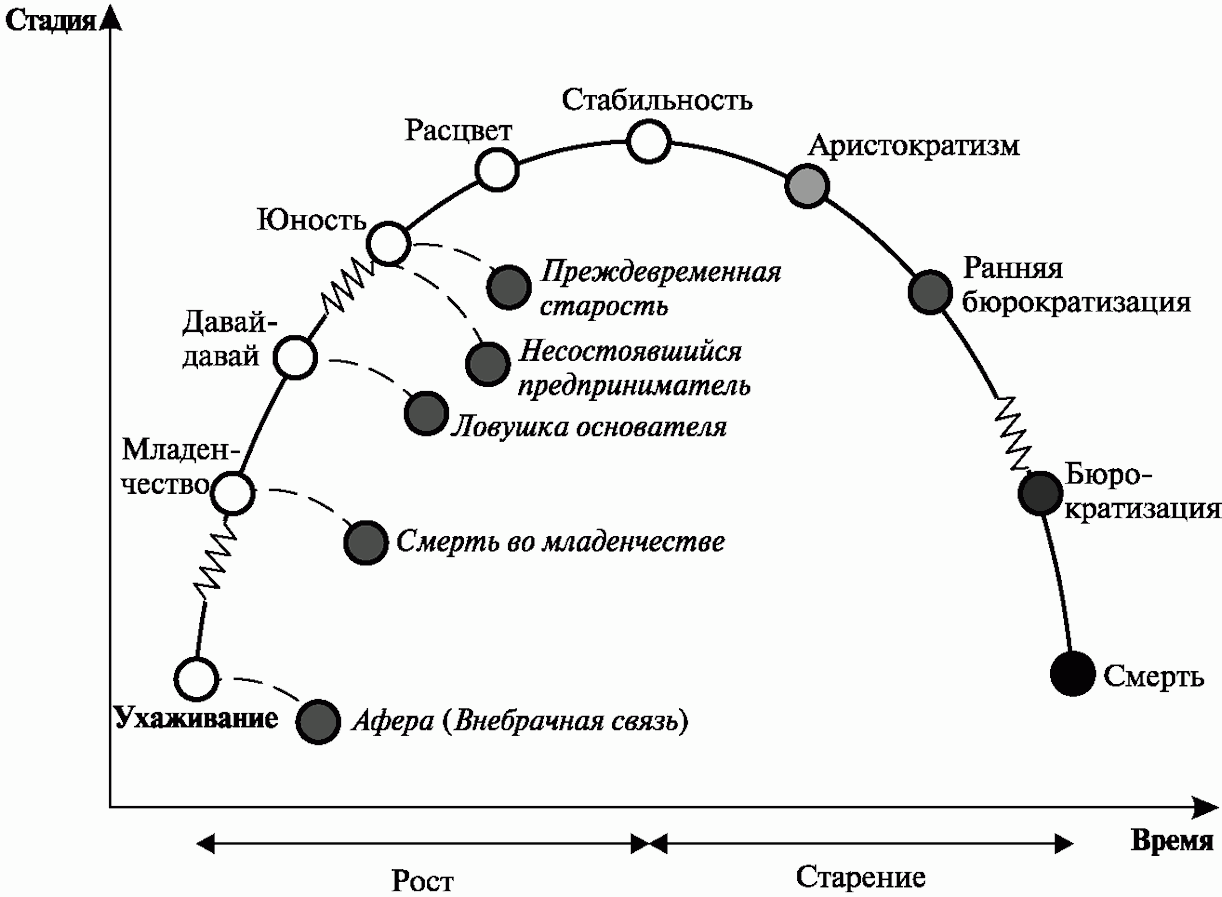 Стадия
Стабильность
Расцвет
Аристократизм
Юность
Преждевременная
старость
Ранняя
бюрократизация
Давай-
давай
Несостоявшийся
предприниматель
Ловушка основателя
Младен-
чество
Бюро-
кратизация
Смерть во младенчестве
Смерть
Ухаживание
Афера (Внебрачная связь)
Время
Рост
Старение